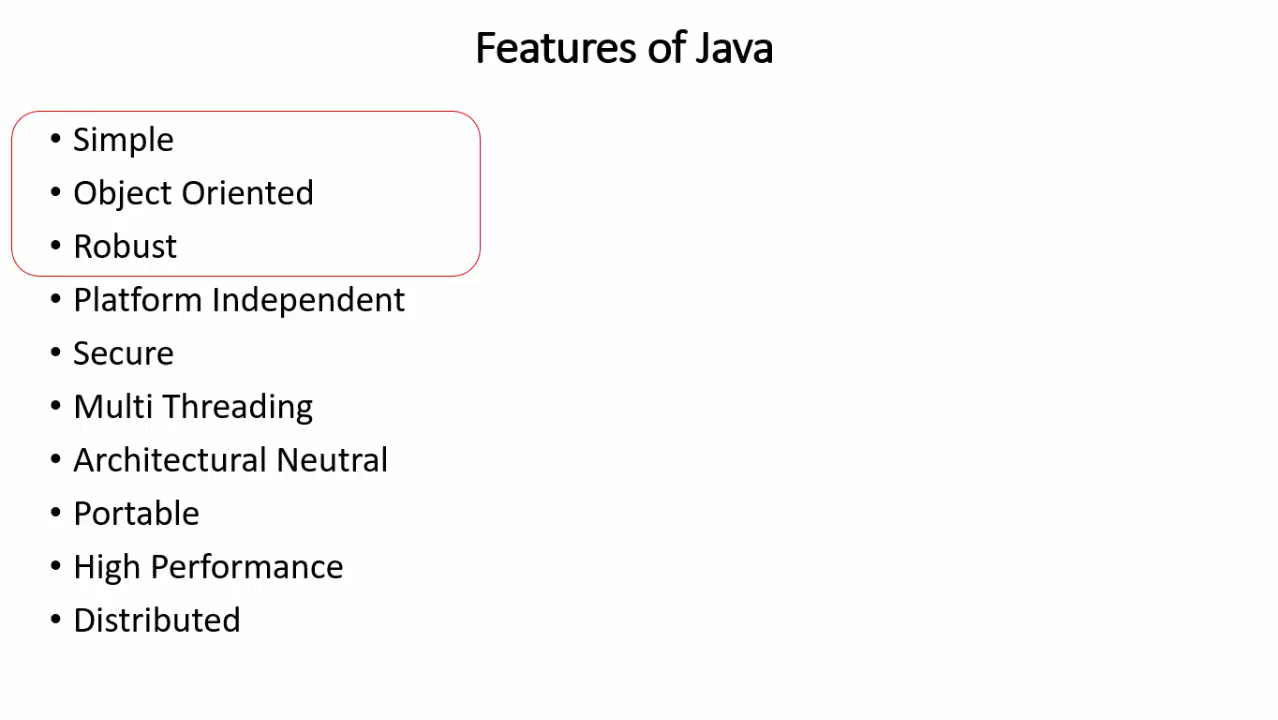 Features of Java
• Simple
• Object Oriented
• Robust
• Platform Independent
• Secure
• Multi Threading
• Architectural Neutral
• Portable
• High Performance
• Distributed